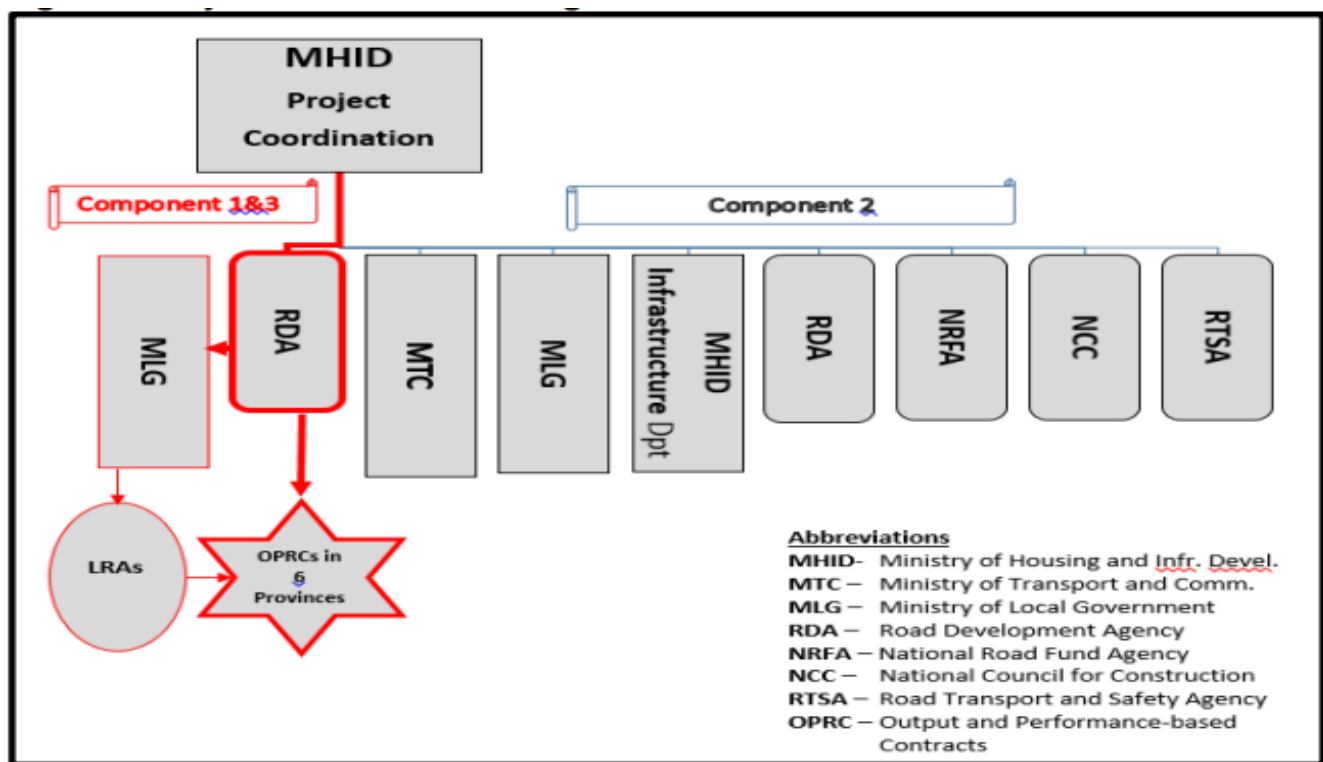 MHID
Project
Coordination
Component 1&3
Component 2
MLG
RDA
MTC
MLG
MHID
Infrastructure Dpt
RDA
NRFA
NCC
RTSA
LRAs
OPRCs in
6
Provinces
Abbreviations
MHID- Ministry of Housing and Infr. Devel.
MTC – Ministry of Transport and Comm.
MLG – Ministry of Local Government
RDA – Road Development Agency
NRFA – National Road Fund Agency
NCC – National Council for Construction
RTSA – Road Transport and Safety Agency
OPRC – Output and Performance-based
Contracts